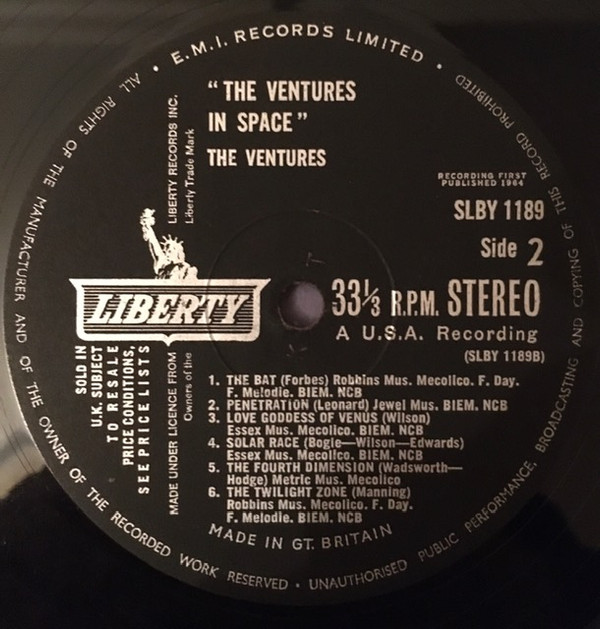 E.M.I. RECORDS LIMITED
" THE VENTURES
IN SPACE "
THE VENTURES
RECORDING FIRST
PUBLISHED 1964
SLBY 1189
Side 2
33⅓ R.P.M. STEREO
A U.S.A. Recording
(SLBY 1189B)
LIBERTY RECORDS INC.
Liberty Trade Mark
LIBERTY
SOLD IN
U.K. SUBJECT
TO RESALE
PRICE CONDITIONS,
SEE PRICE LISTS
MADE UNDER LICENCE FROM
Owners of the
1. THE BAT (Forbes) Robbins Mus. Mecolico. F. Day.
F. Melodie. BIEM. NCB
2. PENETRATION (Leonard) Jewel Mus. BIEM. NCB
3. LOVE GODDESS OF VENUS (Wilson)
Essex Mus. Mecolico. BIEM. NCB
4. SOLAR RACE (Bogie—Wilson—Edwards)
Essex Mus. Mecolico. BIEM. NCB
5. THE FOURTH DIMENSION (Wadsworth—
Hodge) Metric Mus. Mecolico
6. THE TWILIGHT ZONE (Manning)
Robbins Mus. Mecolico. F. Day.
F. Melodie. BIEM. NCB
MADE IN GT. BRITAIN
ALL RIGHTS OF THE MANUFACTURER AND OF THE OWNER OF THE RECORDED WORK RESERVED • UNAUTHORISED PUBLIC PERFORMANCE, BROADCASTING AND COPYING OF THIS RECORD PROHIBITED